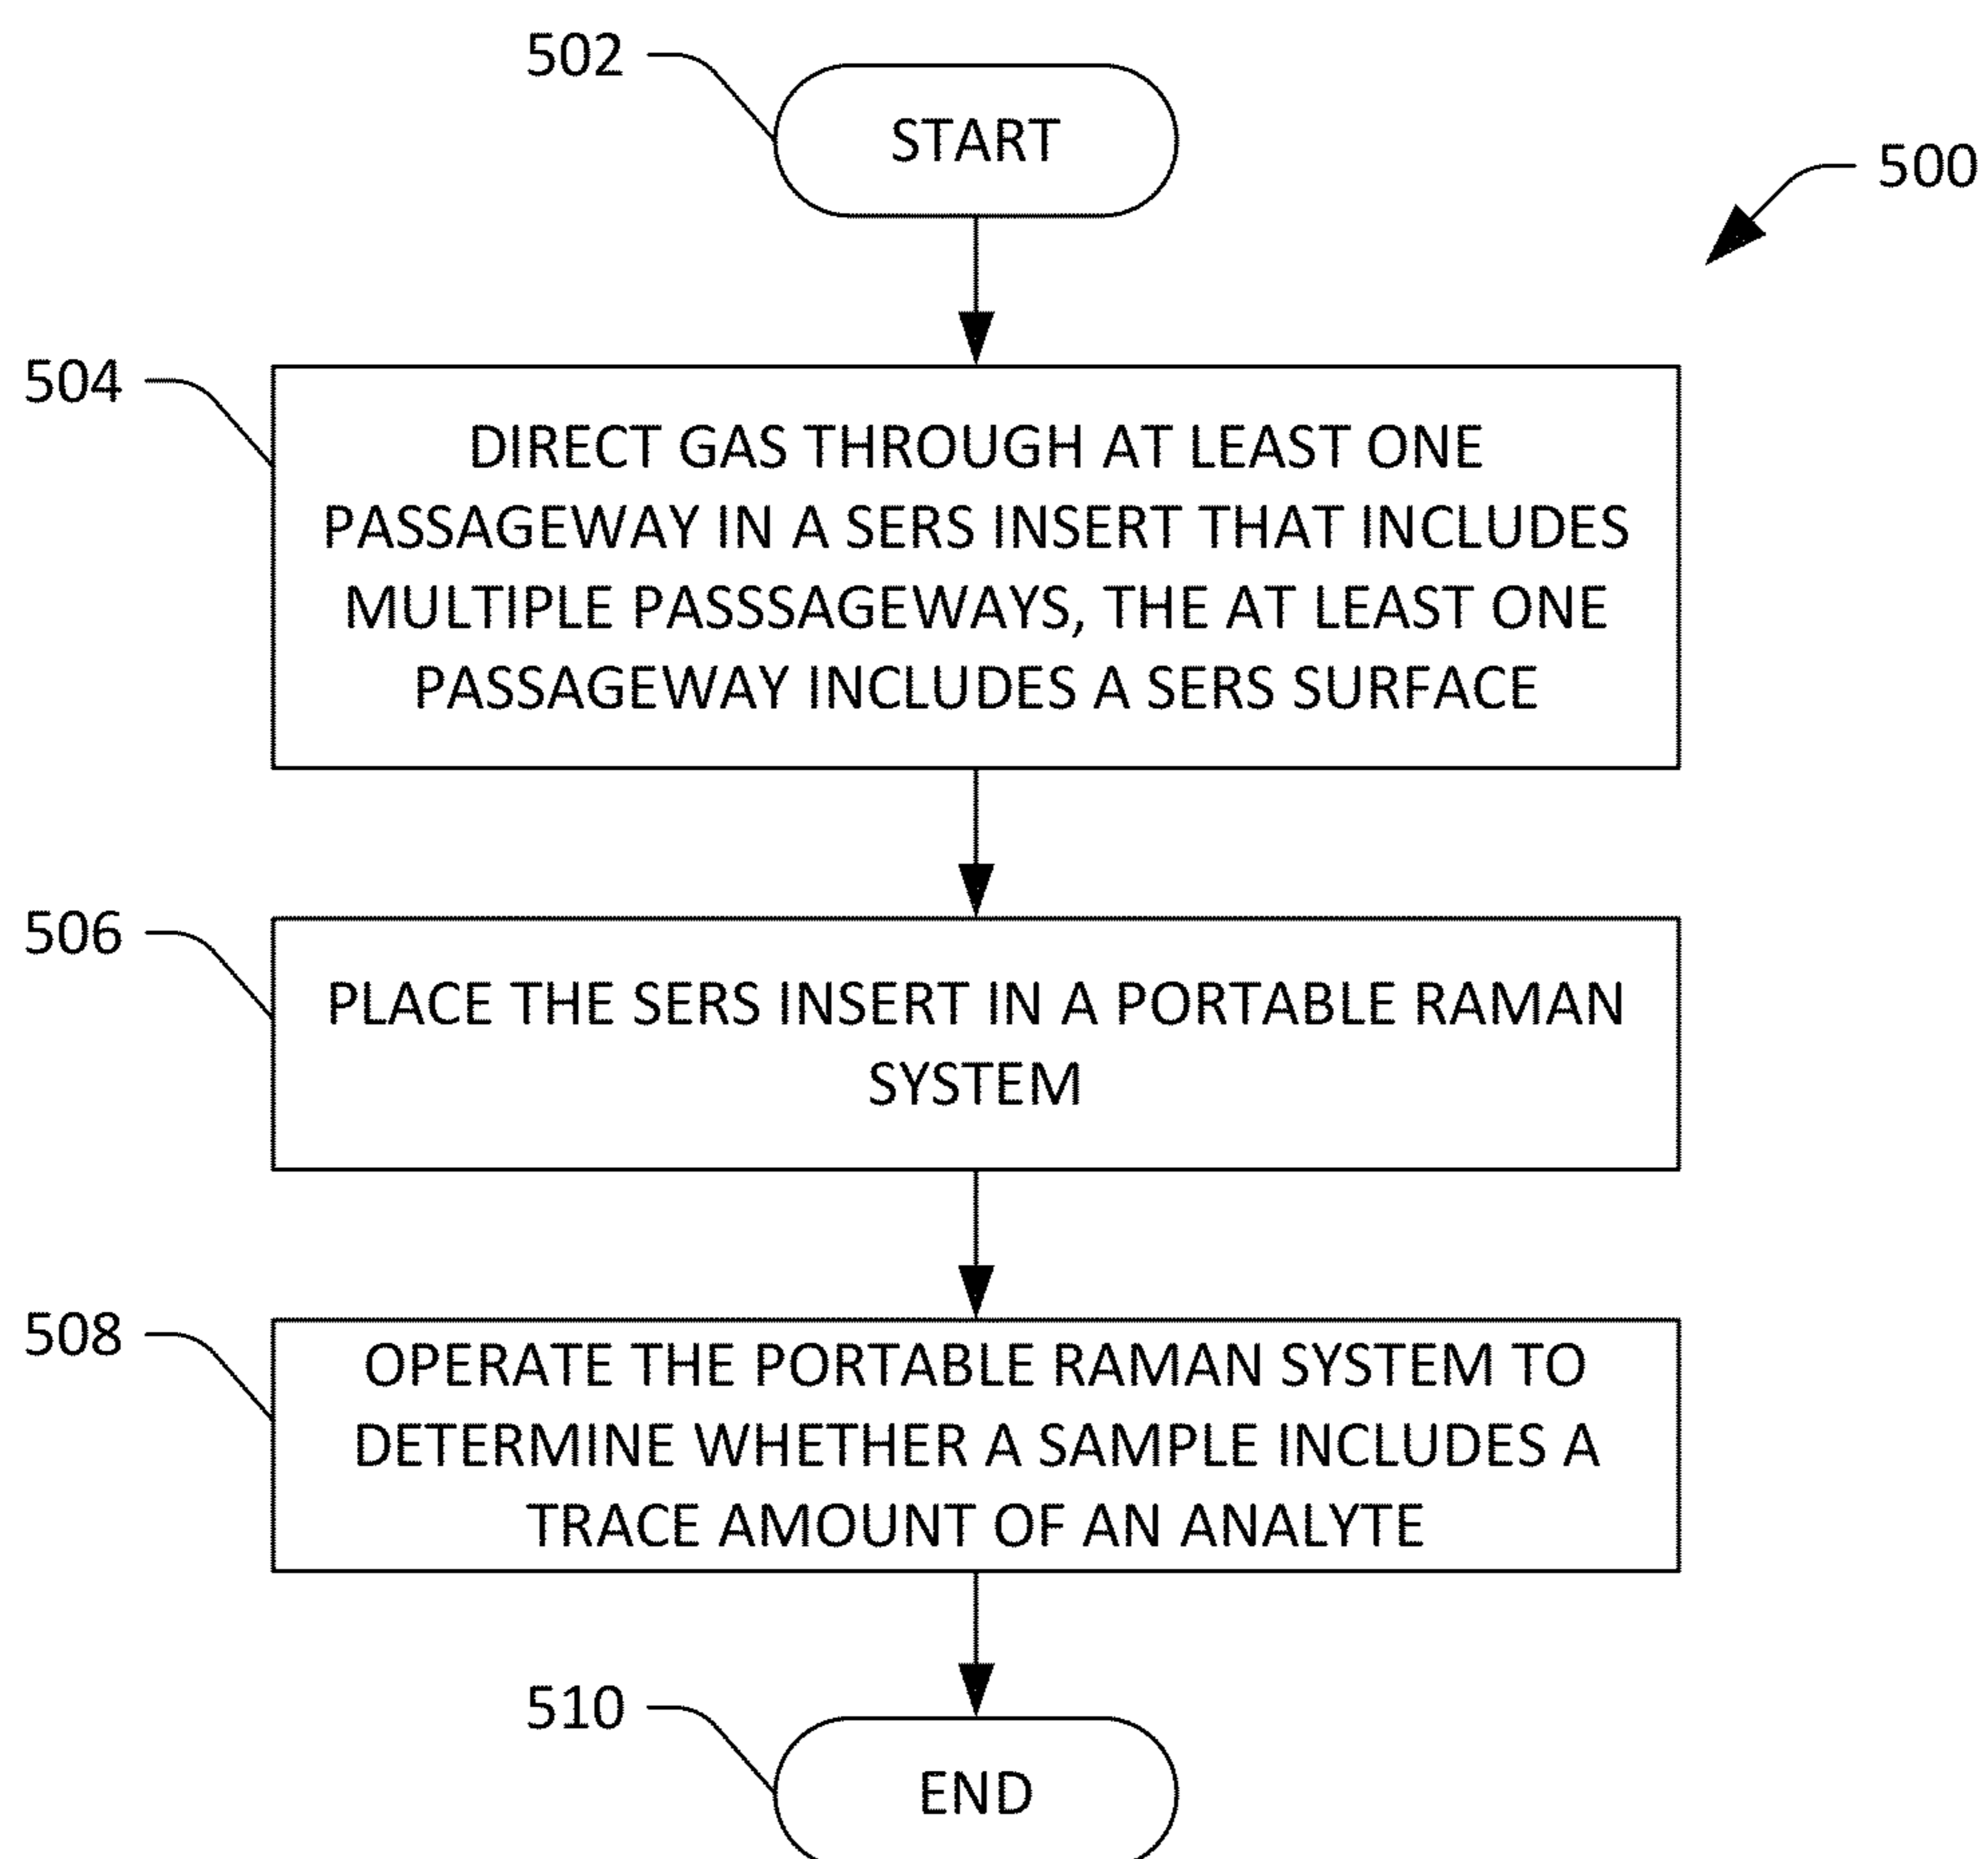 502
START
500
504
DIRECT GAS THROUGH AT LEAST ONE
PASSAGEWAY IN A SERS INSERT THAT INCLUDES
MULTIPLE PASSSAGEWAYS, THE AT LEAST ONE
PASSAGEWAY INCLUDES A SERS SURFACE
506
PLACE THE SERS INSERT IN A PORTABLE RAMAN
SYSTEM
508
OPERATE THE PORTABLE RAMAN SYSTEM TO
DETERMINE WHETHER A SAMPLE INCLUDES A
TRACE AMOUNT OF AN ANALYTE
510
END